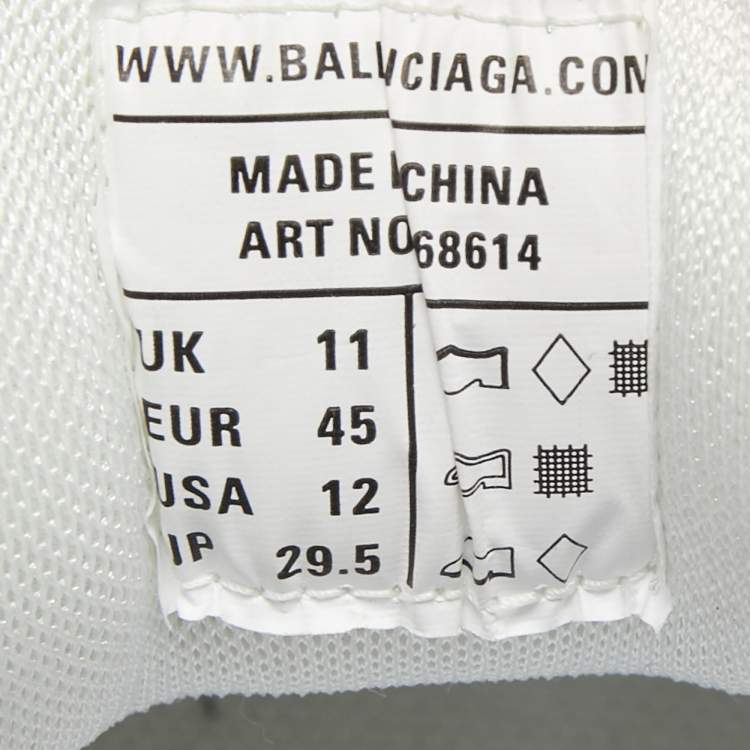 WWW.BAL CIAGA.COM
MADE CHINA
ART NO 68614
UK 11
EUR 45
USA 12
29.5